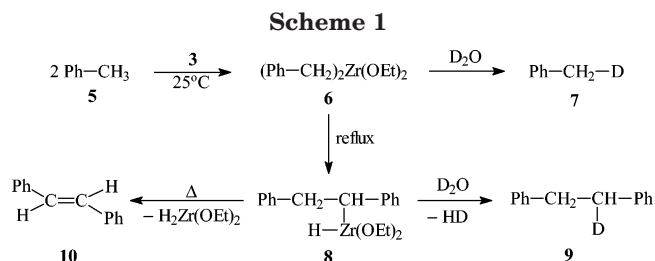 Scheme 1
2 Ph–CH₃ 3 25°C (Ph–CH₂)₂Zr(OEt)₂ D₂O Ph–CH₂–D
5 6 7
reflux
Ph H C=C H Ph Δ – H₂Zr(OEt)₂ Ph–CH₂–CH–Ph H–Zr(OEt)₂ D₂O – HD Ph–CH₂–CH–Ph D
10 8 9